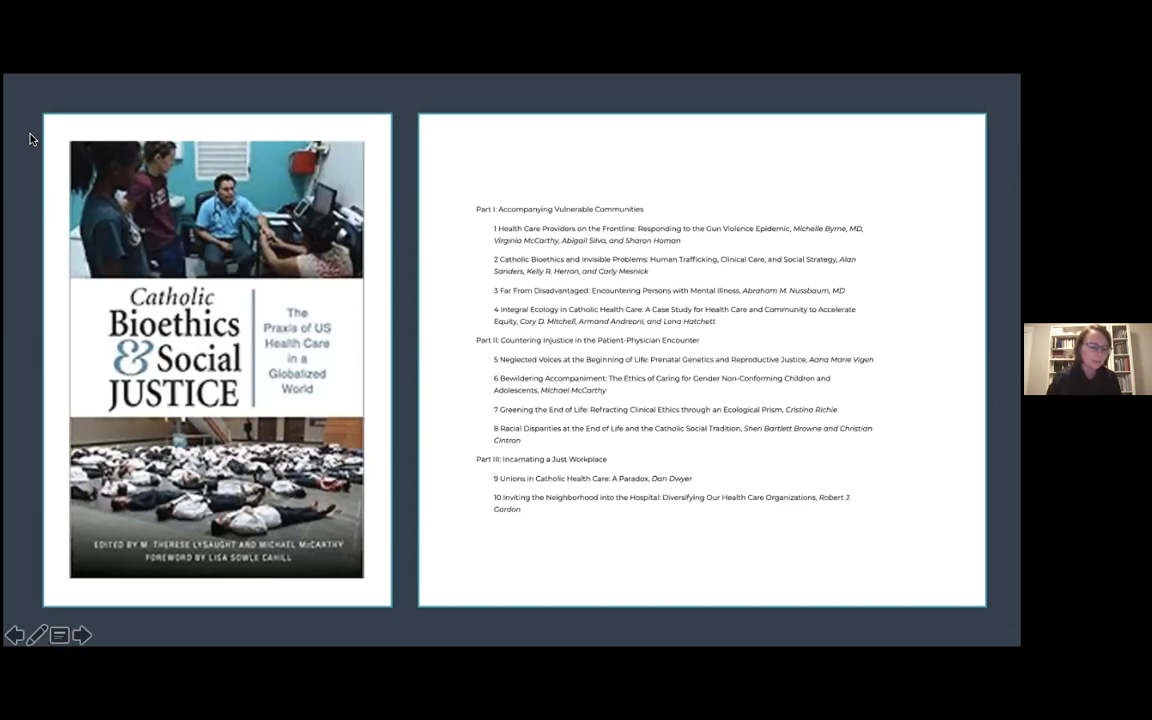 Catholic
Bioethics
& Social
JUSTICE
The
Praxis of US
Health Care
in a
Globalized
World
EDITED BY M. THERESE LYSAUGHT AND MICHAEL McCARTHY
FOREWORD BY LISA SOWLE CAHILL
Part I: Accompanying Vulnerable Communities
1 Health Care Providers on the Frontline: Responding to the Gun Violence Epidemic, Michelle Byrne, MD,
Virginia McCarthy, Abigail Silva, and Sharon Homan
2 Catholic Bioethics and Invisible Problems: Human Trafficking, Clinical Care, and Social Strategy, Alan
Sanders, Kelly R. Herron, and Carly Mesnick
3 Far From Disadvantaged: Encountering Persons with Mental Illness, Abraham M. Nussbaum, MD
4 Integral Ecology in Catholic Health Care: A Case Study for Health Care and Community to Accelerate
Equity, Cory D. Mitchell, Armand Andreoni, and Lena Hatchett
Part II: Countering Injustice in the Patient-Physician Encounter
5 Neglected Voices at the Beginning of Life: Prenatal Genetics and Reproductive Justice, Aana Marie Vigen
6 Bewildering Accompaniment: The Ethics of Caring for Gender Non-Conforming Children and
Adolescents, Michael McCarthy
7 Greening the End of Life: Refracting Clinical Ethics through an Ecological Prism, Cristina Richie
8 Racial Disparities at the End of Life and the Catholic Social Tradition, Sheri Bartlett Browne and Christian
Cintron
Part III: Incarnating a Just Workplace
9 Unions in Catholic Health Care: A Paradox, Dan Dwyer
10 Inviting the Neighborhood into the Hospital: Diversifying Our Health Care Organizations, Robert J.
Gordon